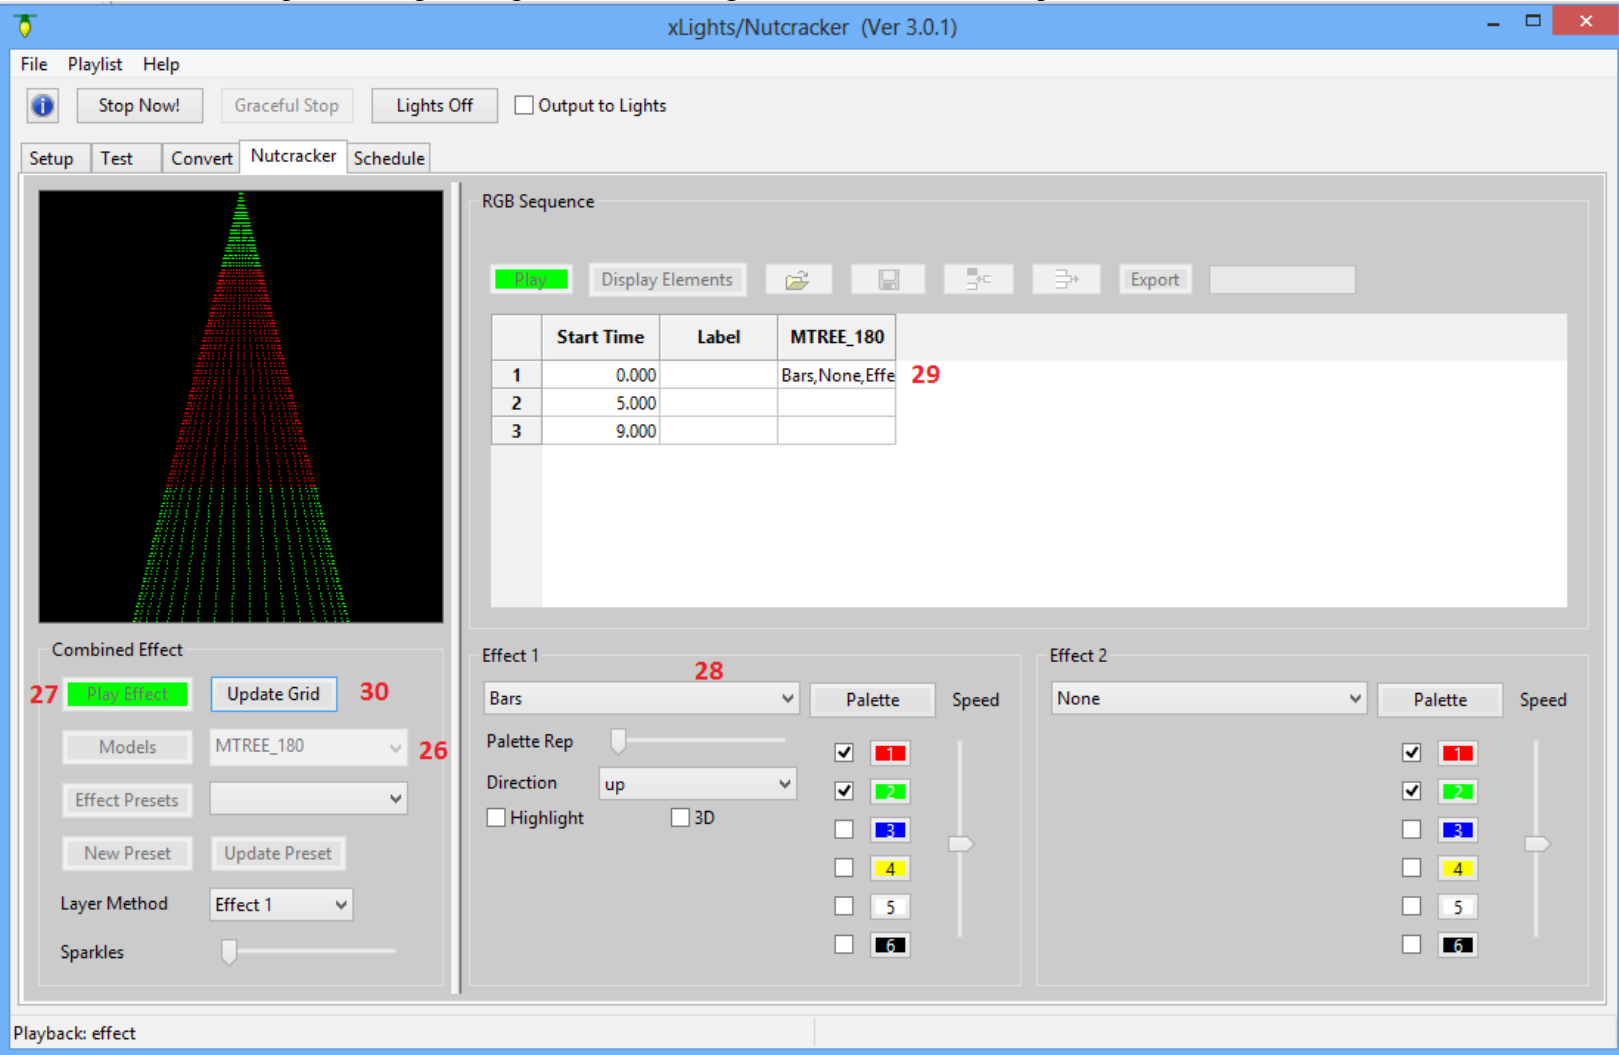 xLights/Nutcracker (Ver 3.0.1)
File Playlist Help
Stop Now! Graceful Stop Lights Off Output to Lights
Setup Test Convert Nutcracker Schedule
RGB Sequence
Play Display Elements Export
Start Time Label MTREE_180
1 0.000 Bars,None,Effe 29
2 5.000
3 9.000
Combined Effect
27 Play Effect Update Grid 30
Models MTREE_180 26
Effect Presets
New Preset Update Preset
Layer Method Effect 1
Sparkles
Effect 1
28
Bars Palette Speed
Palette Rep 1
Direction up 2
Highlight 3D 3
4
5
6
Effect 2
None Palette Speed
1
2
3
4
5
6
Playback: effect